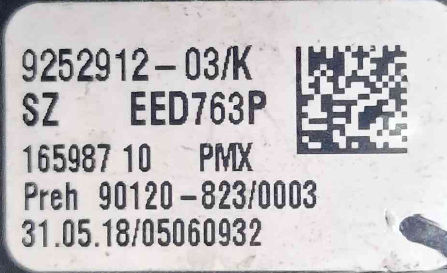 9252912-03/K
SZ EED763P
165987 10 PMX
Preh 90120-823/0003
31.05.18/05060932